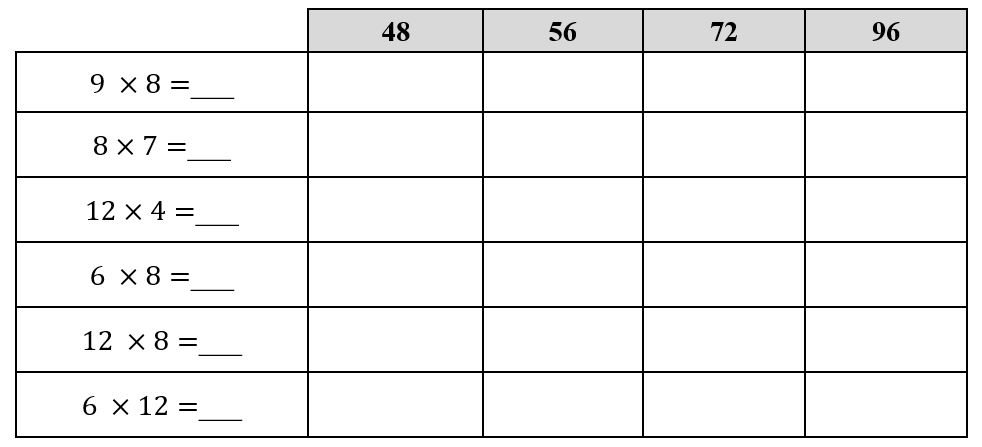 48 56 72 96
9 × 8 =___
8 × 7 =___
12 × 4 =___
6 × 8 =___
12 × 8 =___
6 × 12 =___